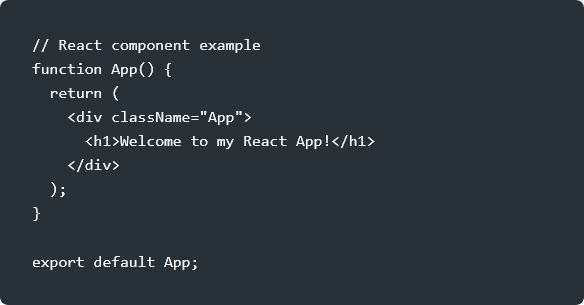 // React component example
function App() {
  return (
    <div className="App">
      <h1>Welcome to my React App!</h1>
    </div>
  );
}

export default App;